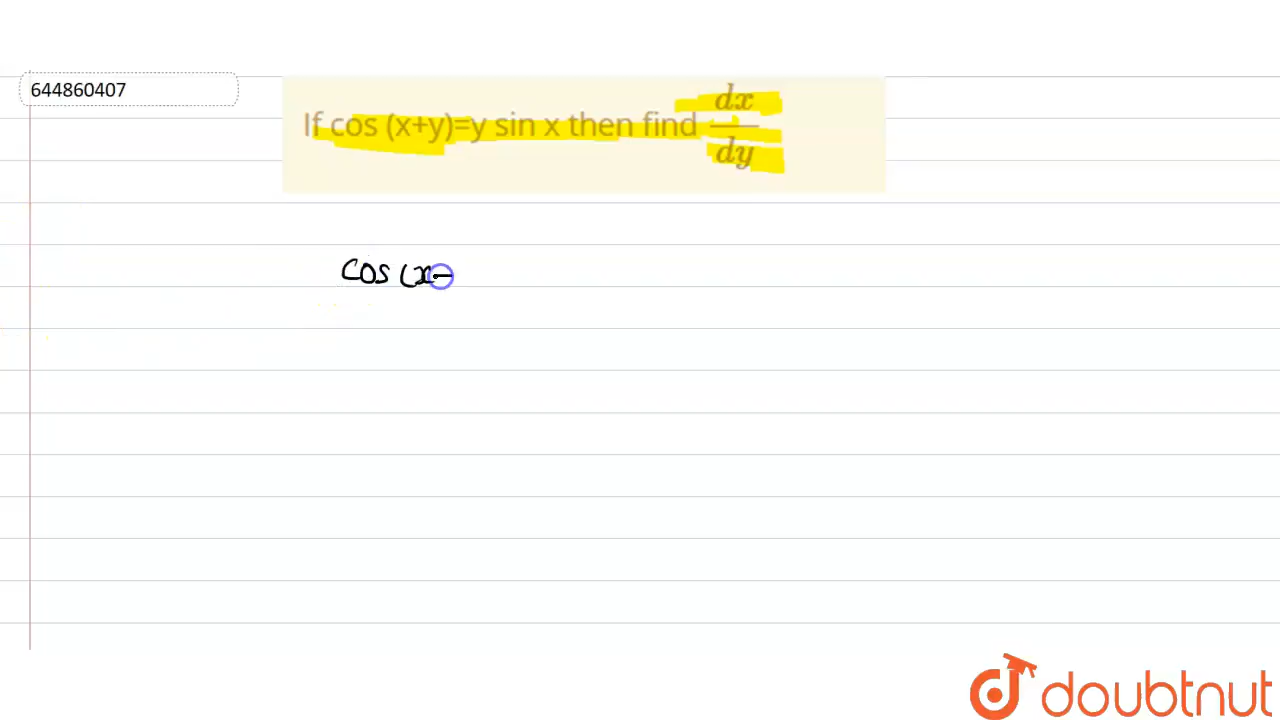 644860407
If cos (x+y)=y sin x then find dx/dy
cos (x-
doubtnut